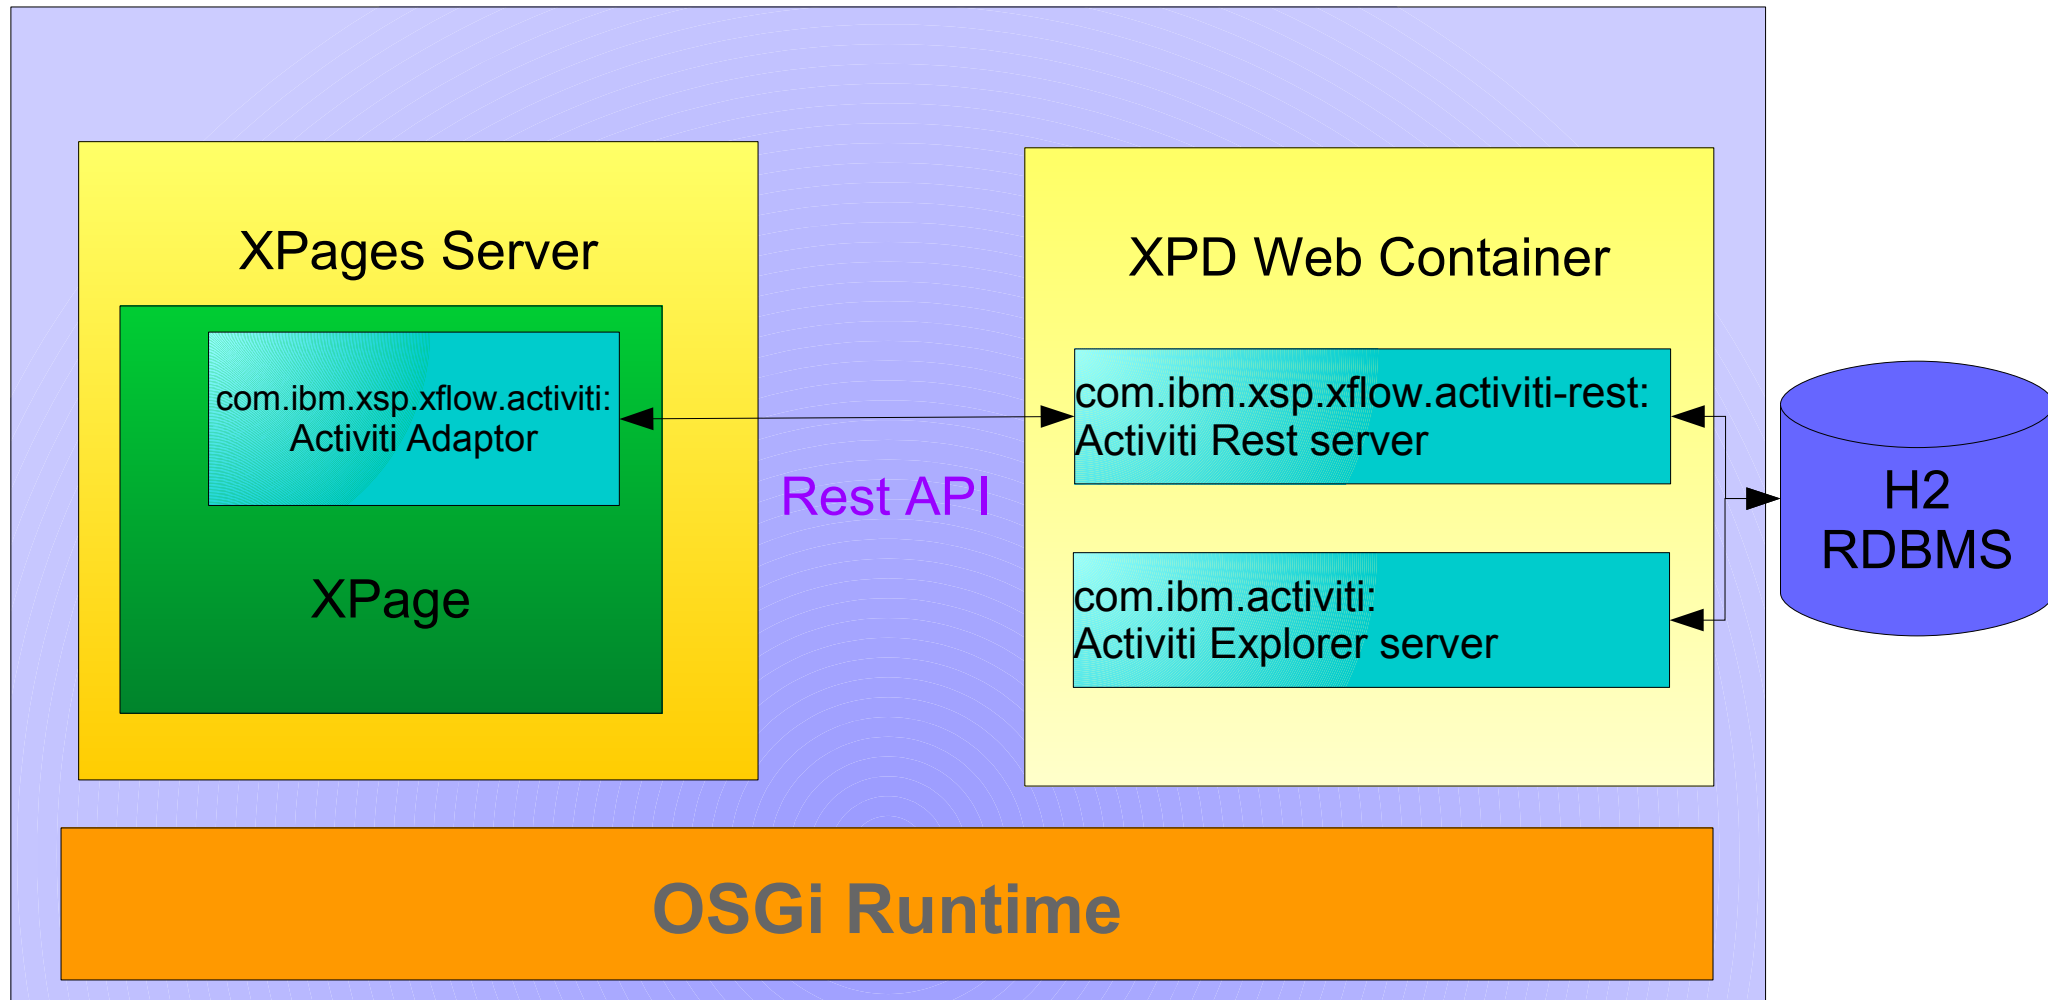 XPages Server
com.ibm.xsp.xflow.activiti:
Activiti Adaptor
XPage
Rest API
XPD Web Container
com.ibm.xsp.xflow.activiti-rest:
Activiti Rest server
com.ibm.activiti:
Activiti Explorer server
H2
RDBMS
OSGi Runtime